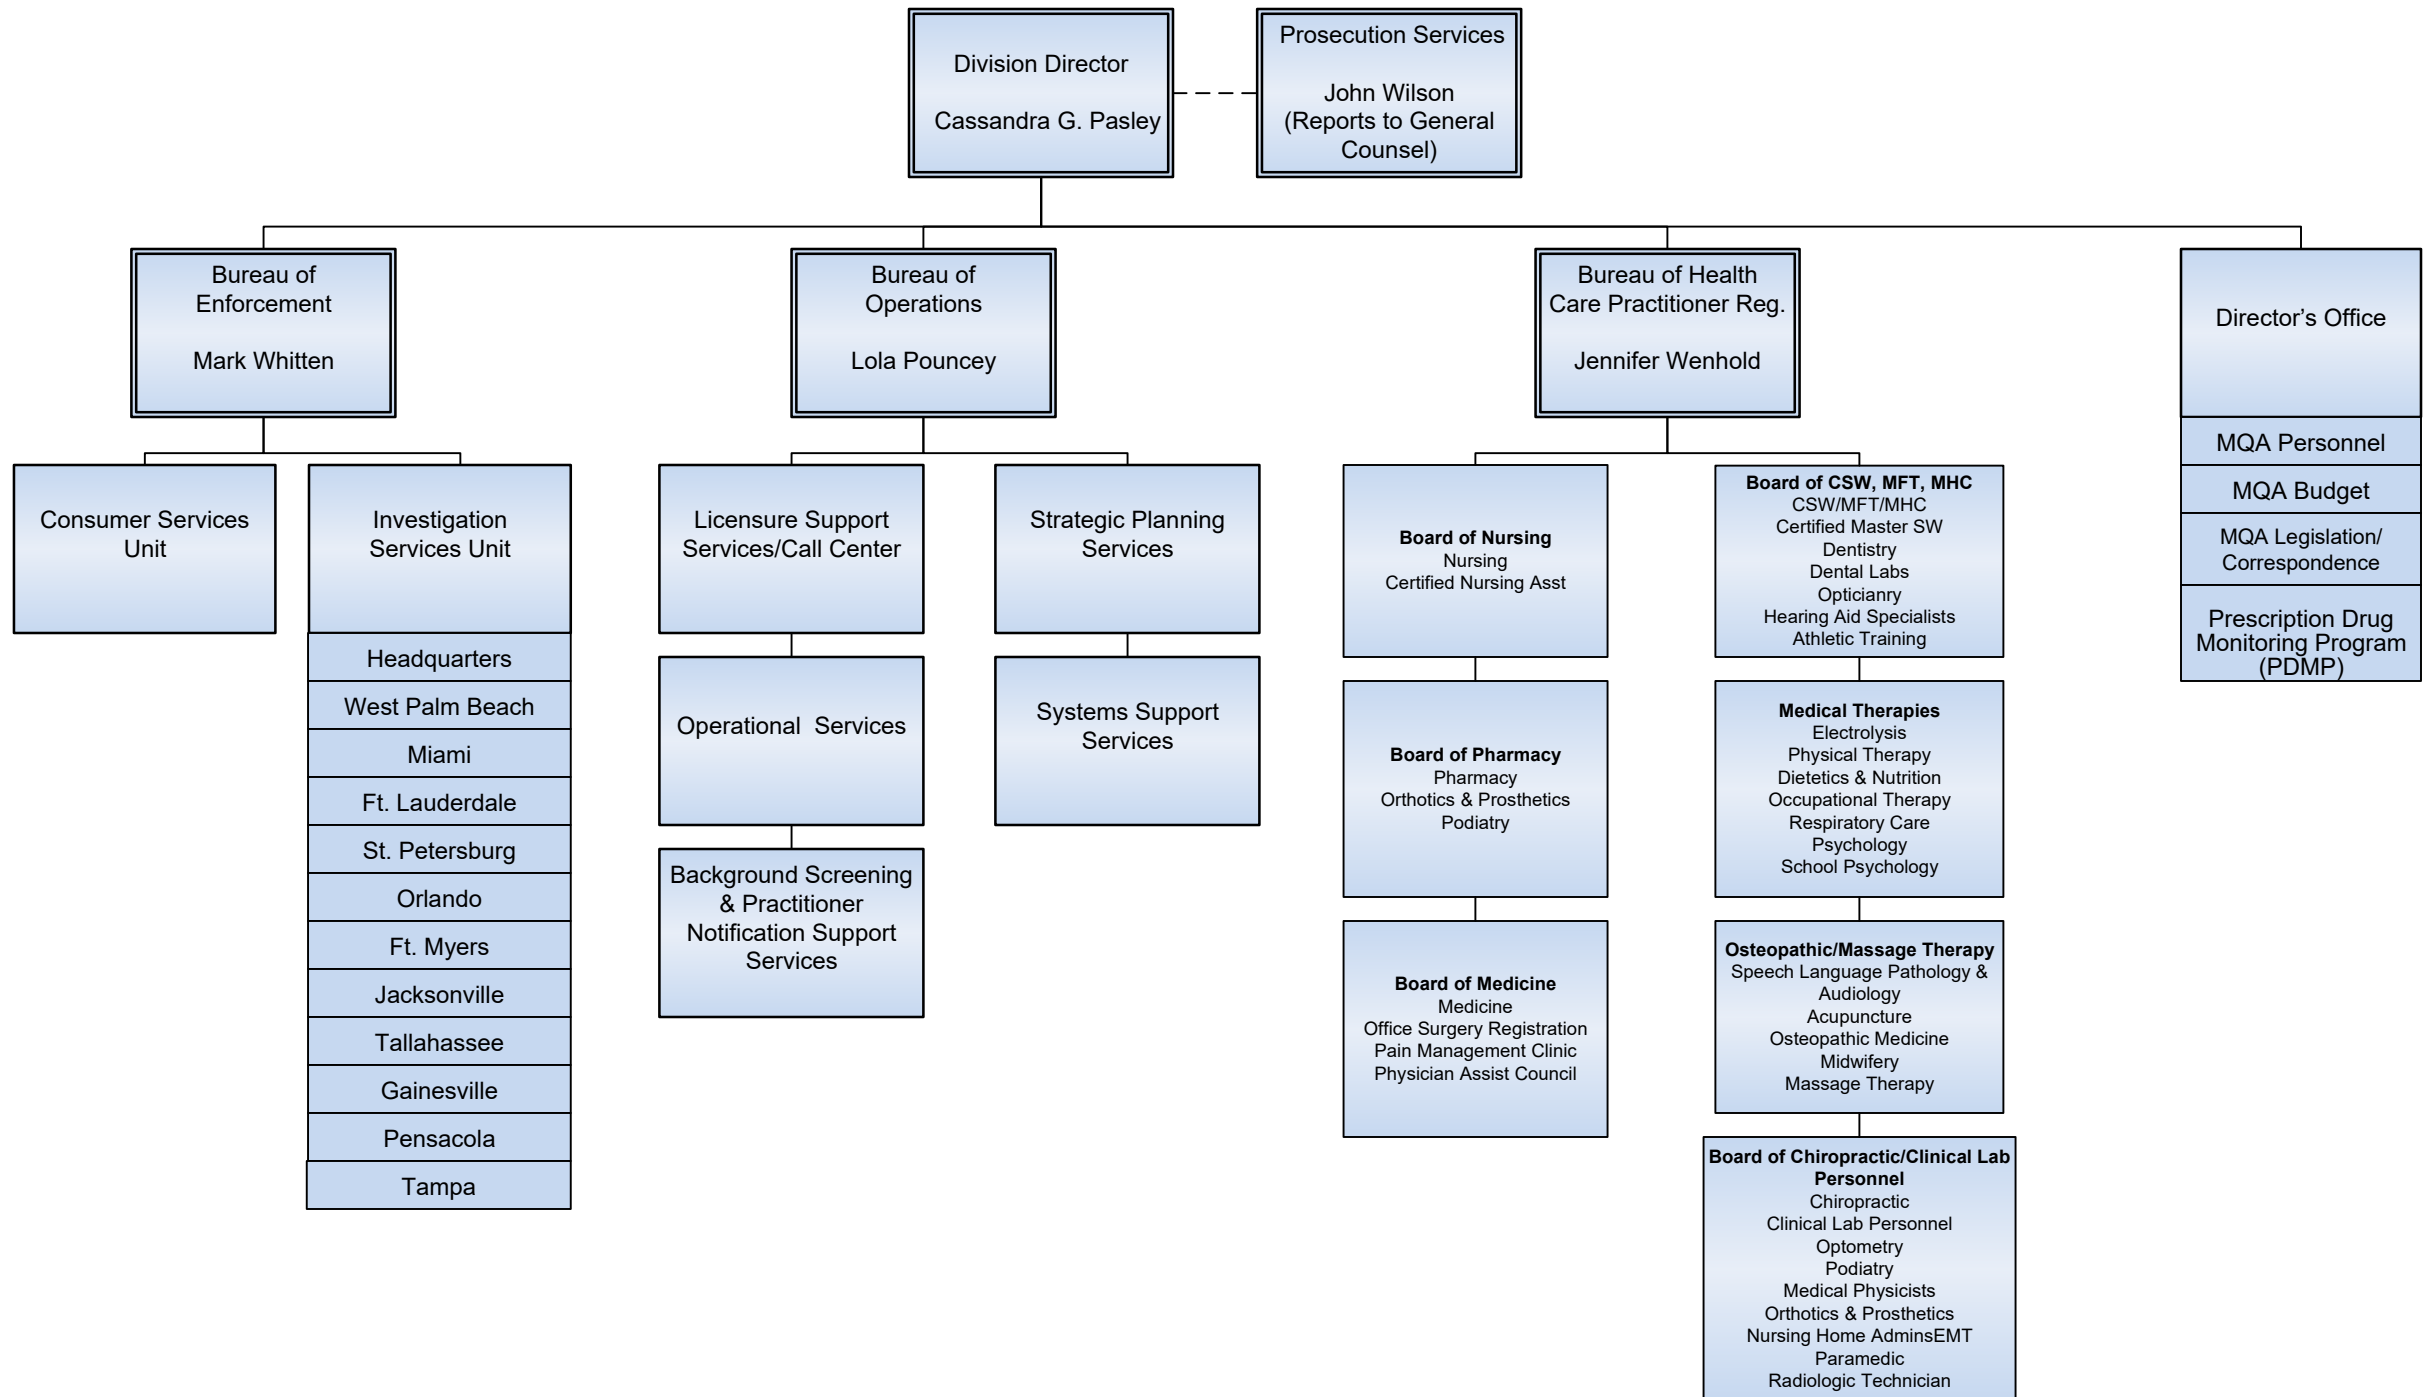 Division Director
Cassandra G. Pasley
Prosecution Services
John Wilson
(Reports to General
Counsel)
Bureau of
Enforcement
Mark Whitten
Bureau of
Operations
Lola Pouncey
Bureau of Health
Care Practitioner Reg.
Jennifer Wenhold
Director’s Office
MQA Personnel
MQA Budget
MQA Legislation/
Correspondence
Prescription Drug
Monitoring Program
(PDMP)
Consumer Services
Unit
Investigation
Services Unit
Headquarters
West Palm Beach
Miami
Ft. Lauderdale
St. Petersburg
Orlando
Ft. Myers
Jacksonville
Tallahassee
Gainesville
Pensacola
Tampa
Licensure Support
Services/Call Center
Operational  Services
Background Screening
& Practitioner
Notification Support
Services
Strategic Planning
Services
Systems Support
Services
Board of Nursing
Nursing
Certified Nursing Asst
Board of Pharmacy
Pharmacy
Orthotics & Prosthetics
Podiatry
Board of Medicine
Medicine
Office Surgery Registration
Pain Management Clinic
Physician Assist Council
Board of CSW, MFT, MHC
CSW/MFT/MHC
Certified Master SW
Dentistry
Dental Labs
Opticianry
Hearing Aid Specialists
Athletic Training
Medical Therapies
Electrolysis
Physical Therapy
Dietetics & Nutrition
Occupational Therapy
Respiratory Care
Psychology
School Psychology
Osteopathic/Massage Therapy
Speech Language Pathology &
Audiology
Acupuncture
Osteopathic Medicine
Midwifery
Massage Therapy
Board of Chiropractic/Clinical Lab
Personnel
Chiropractic
Clinical Lab Personnel
Optometry
Podiatry
Medical Physicists
Orthotics & Prosthetics
Nursing Home AdminsEMT
Paramedic
Radiologic Technician